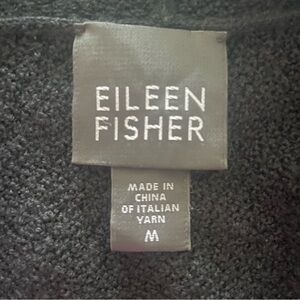 EILEEN
FISHER
MADE IN
CHINA
OF ITALIAN
YARN
M